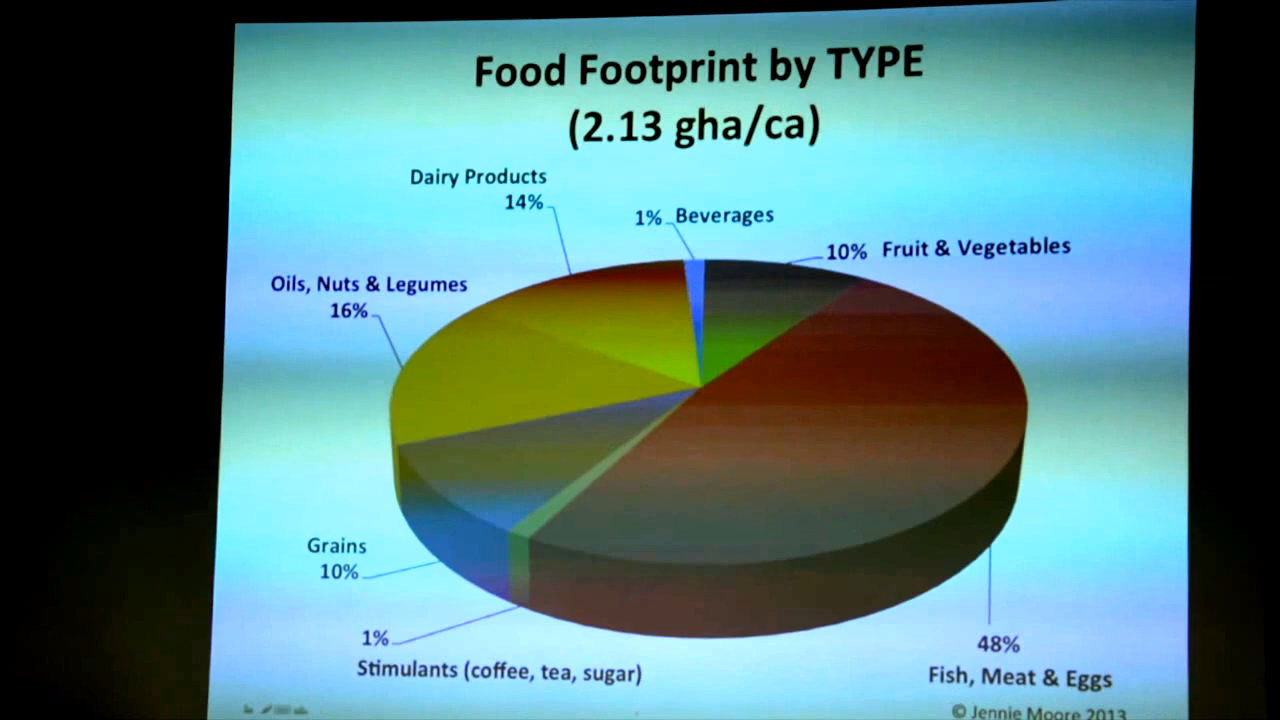 Food Footprint by TYPE
(2.13 gha/ca)
Dairy Products
14%
1% Beverages
10% Fruit & Vegetables
Oils, Nuts & Legumes
16%
Grains
10%
1%
Stimulants (coffee, tea, sugar)
48%
Fish, Meat & Eggs
© Jennie Moore 2013